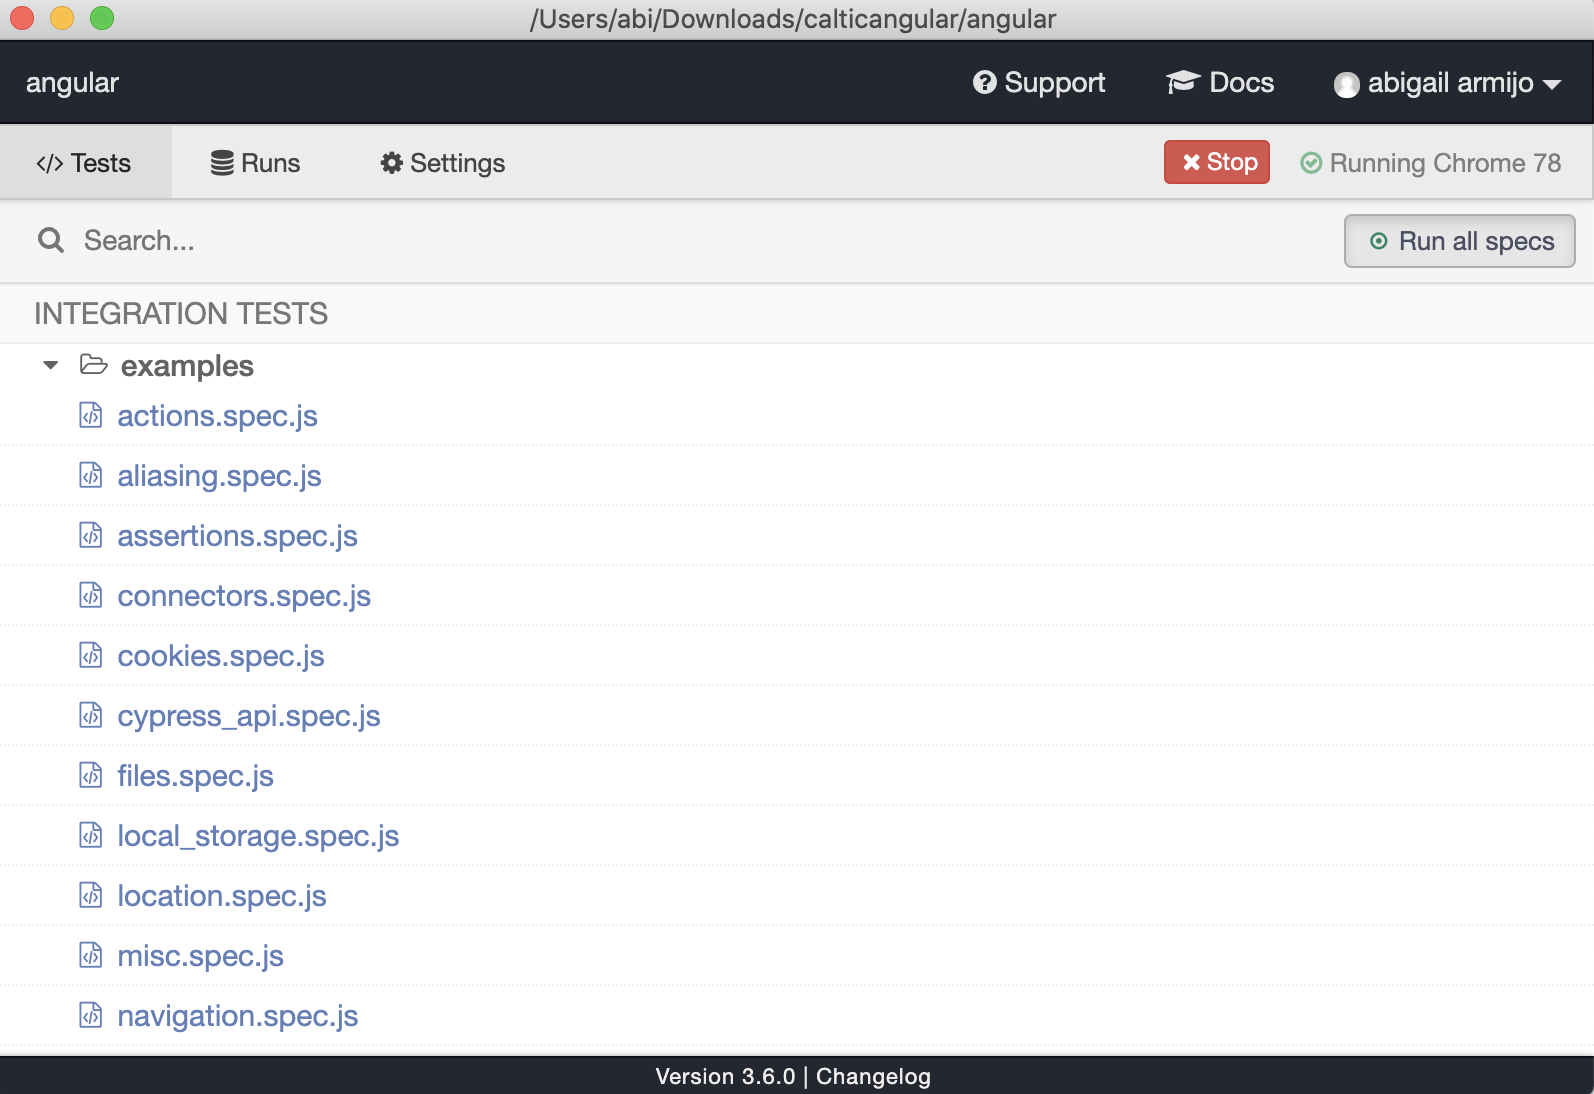 /Users/abi/Downloads/calticangular/angular
angular Support Docs abigail armijo
Tests Runs Settings Stop Running Chrome 78
Search... Run all specs
INTEGRATION TESTS
examples
actions.spec.js
aliasing.spec.js
assertions.spec.js
connectors.spec.js
cookies.spec.js
cypress_api.spec.js
files.spec.js
local_storage.spec.js
location.spec.js
misc.spec.js
navigation.spec.js
Version 3.6.0 | Changelog